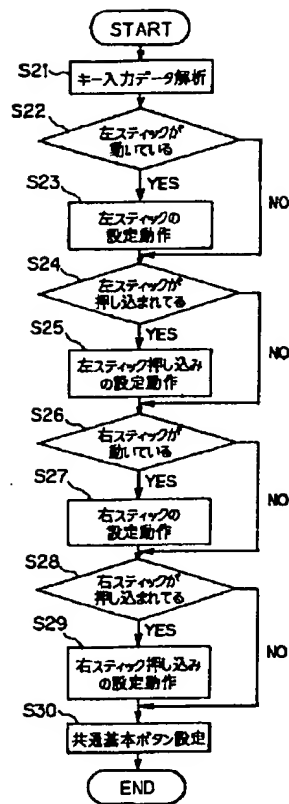 START
S21
キー入力データ解析
S22
左スティックが
動いている
YES
NO
S23
左スティックの
設定動作
S24
左スティックが
押し込まれてる
YES
NO
S25
左スティック押し込み
の設定動作
S26
右スティックが
動いている
YES
NO
S27
右スティックの
設定動作
S28
右スティックが
押し込まれてる
YES
NO
S29
右スティック押し込み
の設定動作
S30
共通基本ボタン設定
END